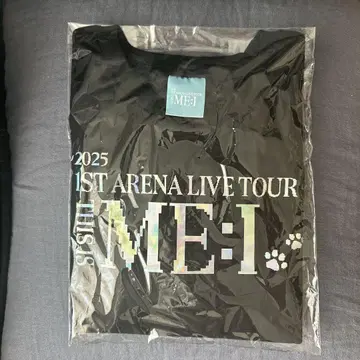 ME:I
2025
1ST ARENA LIVE TOUR
THIS IS
ME:I